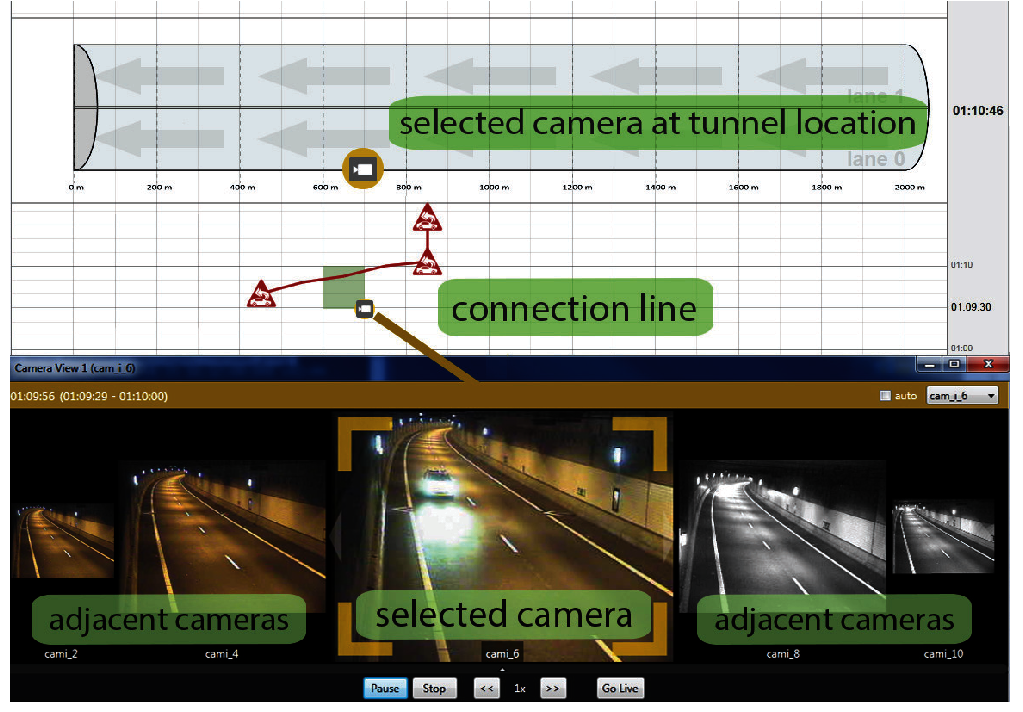 lane 1
01:10:46
selected camera at tunnel location
lane 0
0 m 200 m 400 m 600 m 800 m 1000 m 1200 m 1400 m 1600 m 1800 m 2000 m
01:10
connection line
01.09.30
01:00
Camera View 1 (cam_i_6)
01:09:56 (01:09:29 - 01:10:00)
auto
cam_i_6
adjacent cameras
selected camera
adjacent cameras
cami_2
cami_4
cami_6
cami_8
cami_10
Pause
Stop
<<
1x
>>
Go Live